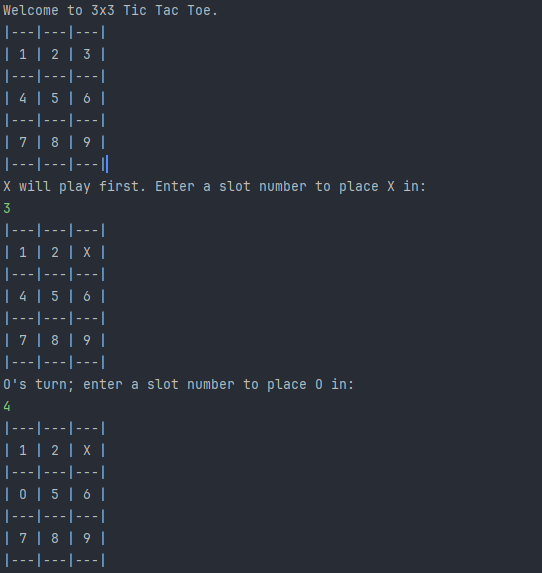 Welcome to 3x3 Tic Tac Toe.
|---|---|---|
| 1 | 2 | 3 |
|---|---|---|
| 4 | 5 | 6 |
|---|---|---|
| 7 | 8 | 9 |
|---|---|---|
X will play first. Enter a slot number to place X in:
3
|---|---|---|
| 1 | 2 | X |
|---|---|---|
| 4 | 5 | 6 |
|---|---|---|
| 7 | 8 | 9 |
|---|---|---|
O's turn; enter a slot number to place O in:
4
|---|---|---|
| 1 | 2 | X |
|---|---|---|
| O | 5 | 6 |
|---|---|---|
| 7 | 8 | 9 |
|---|---|---|